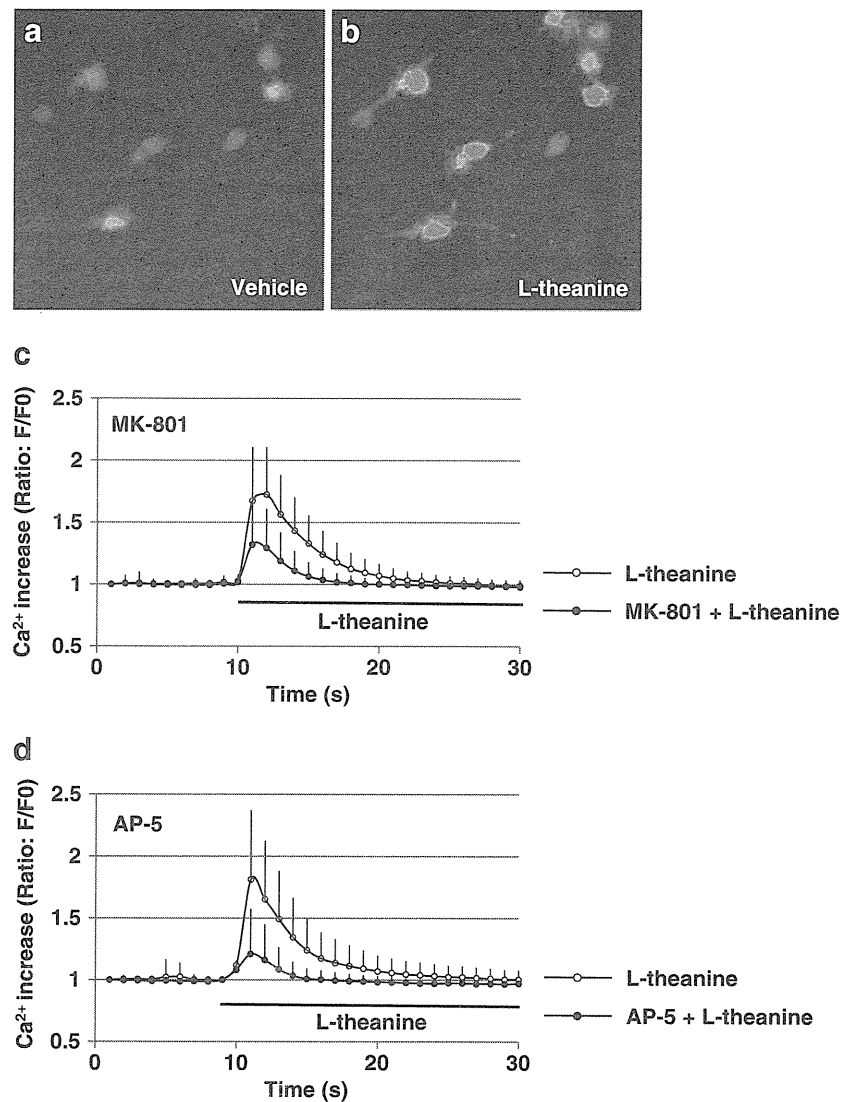 a
b
Vehicle
L-theanine
c
Ca²⁺ increase (Ratio: F/F0)
2.5
2
1.5
1
0.5
MK-801
L-theanine
0
10
20
30
Time (s)
L-theanine
MK-801 + L-theanine
d
Ca²⁺ increase (Ratio: F/F0)
2.5
2
1.5
1
0.5
AP-5
L-theanine
0
10
20
30
Time (s)
L-theanine
AP-5 + L-theanine